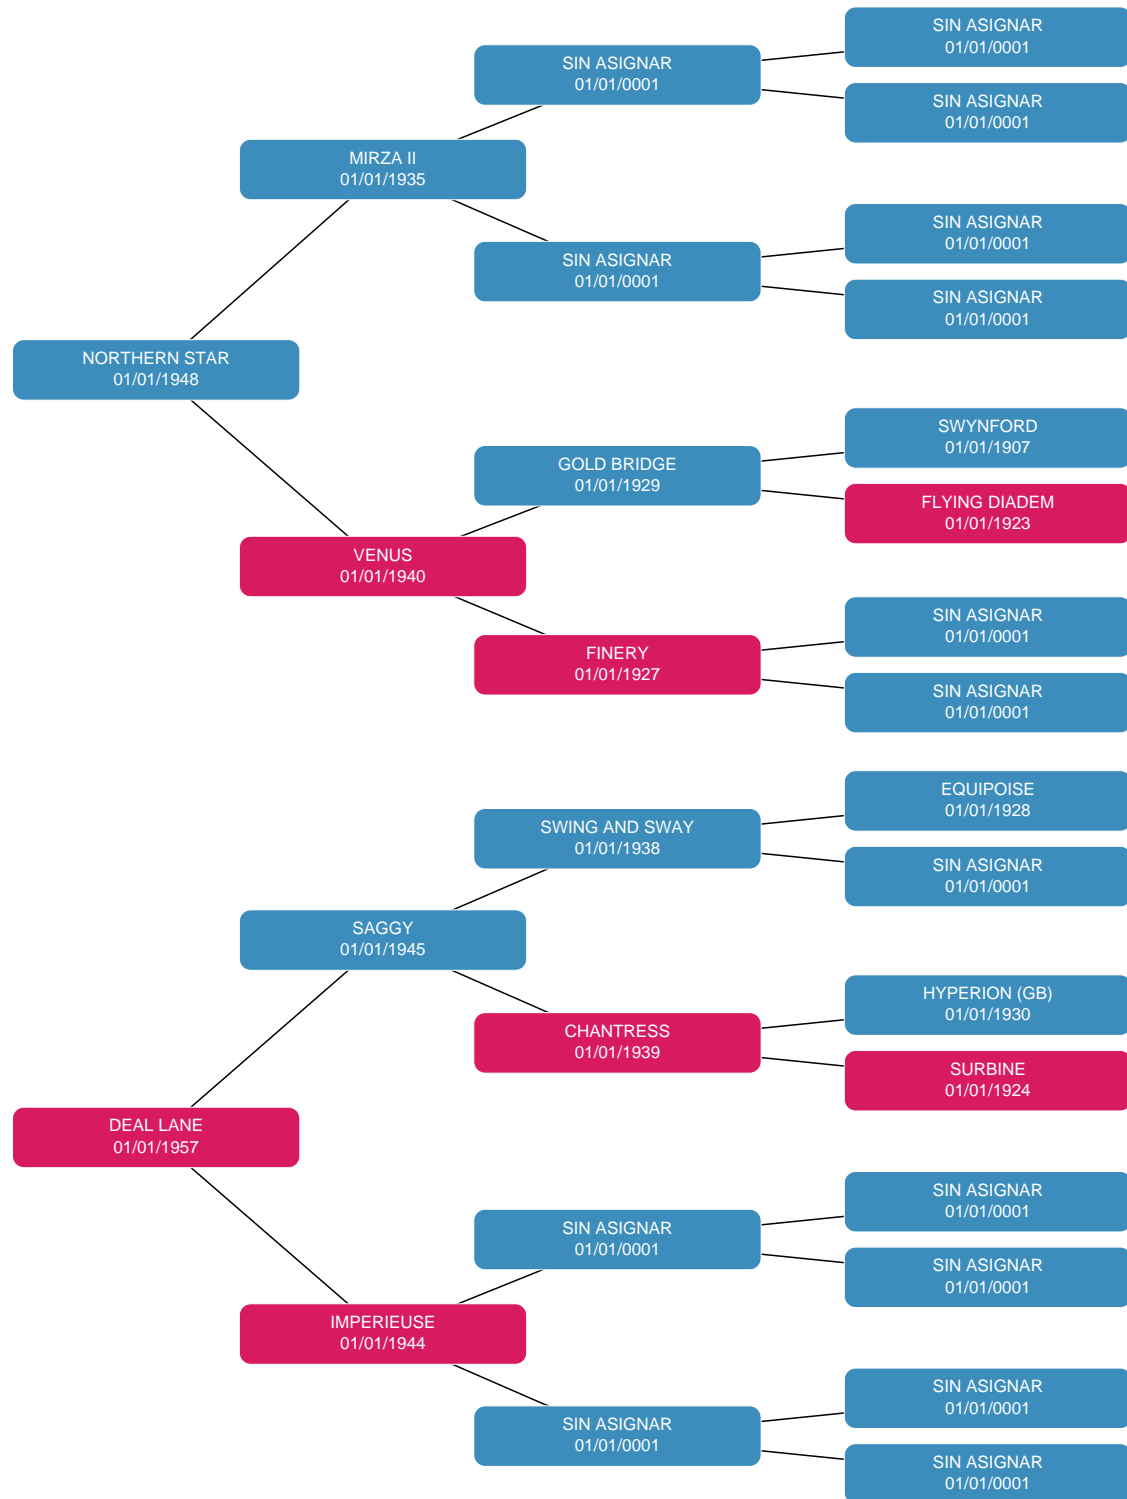 SIN ASIGNAR
01/01/0001
SIN ASIGNAR
01/01/0001
SIN ASIGNAR
01/01/0001
MIRZA II
01/01/1935
SIN ASIGNAR
01/01/0001
SIN ASIGNAR
01/01/0001
SIN ASIGNAR
01/01/0001
NORTHERN STAR
01/01/1948
SWYNFORD
01/01/1907
GOLD BRIDGE
01/01/1929
FLYING DIADEM
01/01/1923
VENUS
01/01/1940
SIN ASIGNAR
01/01/0001
FINERY
01/01/1927
SIN ASIGNAR
01/01/0001
EQUIPOISE
01/01/1928
SWING AND SWAY
01/01/1938
SIN ASIGNAR
01/01/0001
SAGGY
01/01/1945
HYPERION (GB)
01/01/1930
CHANTRESS
01/01/1939
SURBINE
01/01/1924
DEAL LANE
01/01/1957
SIN ASIGNAR
01/01/0001
SIN ASIGNAR
01/01/0001
SIN ASIGNAR
01/01/0001
IMPERIEUSE
01/01/1944
SIN ASIGNAR
01/01/0001
SIN ASIGNAR
01/01/0001
SIN ASIGNAR
01/01/0001